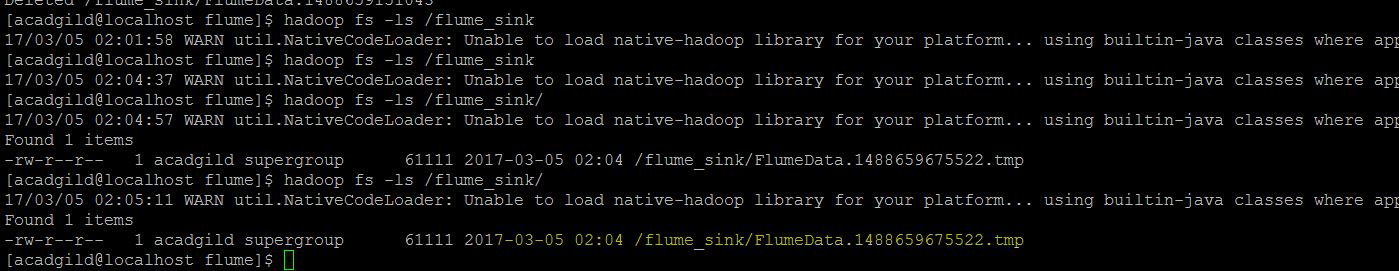 Deleted /flume_sink/FlumeData.1488659151043
[acadgild@localhost flume]$ hadoop fs -ls /flume_sink
17/03/05 02:01:58 WARN util.NativeCodeLoader: Unable to load native-hadoop library for your platform... using builtin-java classes where app
[acadgild@localhost flume]$ hadoop fs -ls /flume_sink
17/03/05 02:04:37 WARN util.NativeCodeLoader: Unable to load native-hadoop library for your platform... using builtin-java classes where app
[acadgild@localhost flume]$ hadoop fs -ls /flume_sink/
17/03/05 02:04:57 WARN util.NativeCodeLoader: Unable to load native-hadoop library for your platform... using builtin-java classes where app
Found 1 items
-rw-r--r--   1 acadgild supergroup      61111 2017-03-05 02:04 /flume_sink/FlumeData.1488659675522.tmp
[acadgild@localhost flume]$ hadoop fs -ls /flume_sink/
17/03/05 02:05:11 WARN util.NativeCodeLoader: Unable to load native-hadoop library for your platform... using builtin-java classes where app
Found 1 items
-rw-r--r--   1 acadgild supergroup      61111 2017-03-05 02:04 /flume_sink/FlumeData.1488659675522.tmp
[acadgild@localhost flume]$